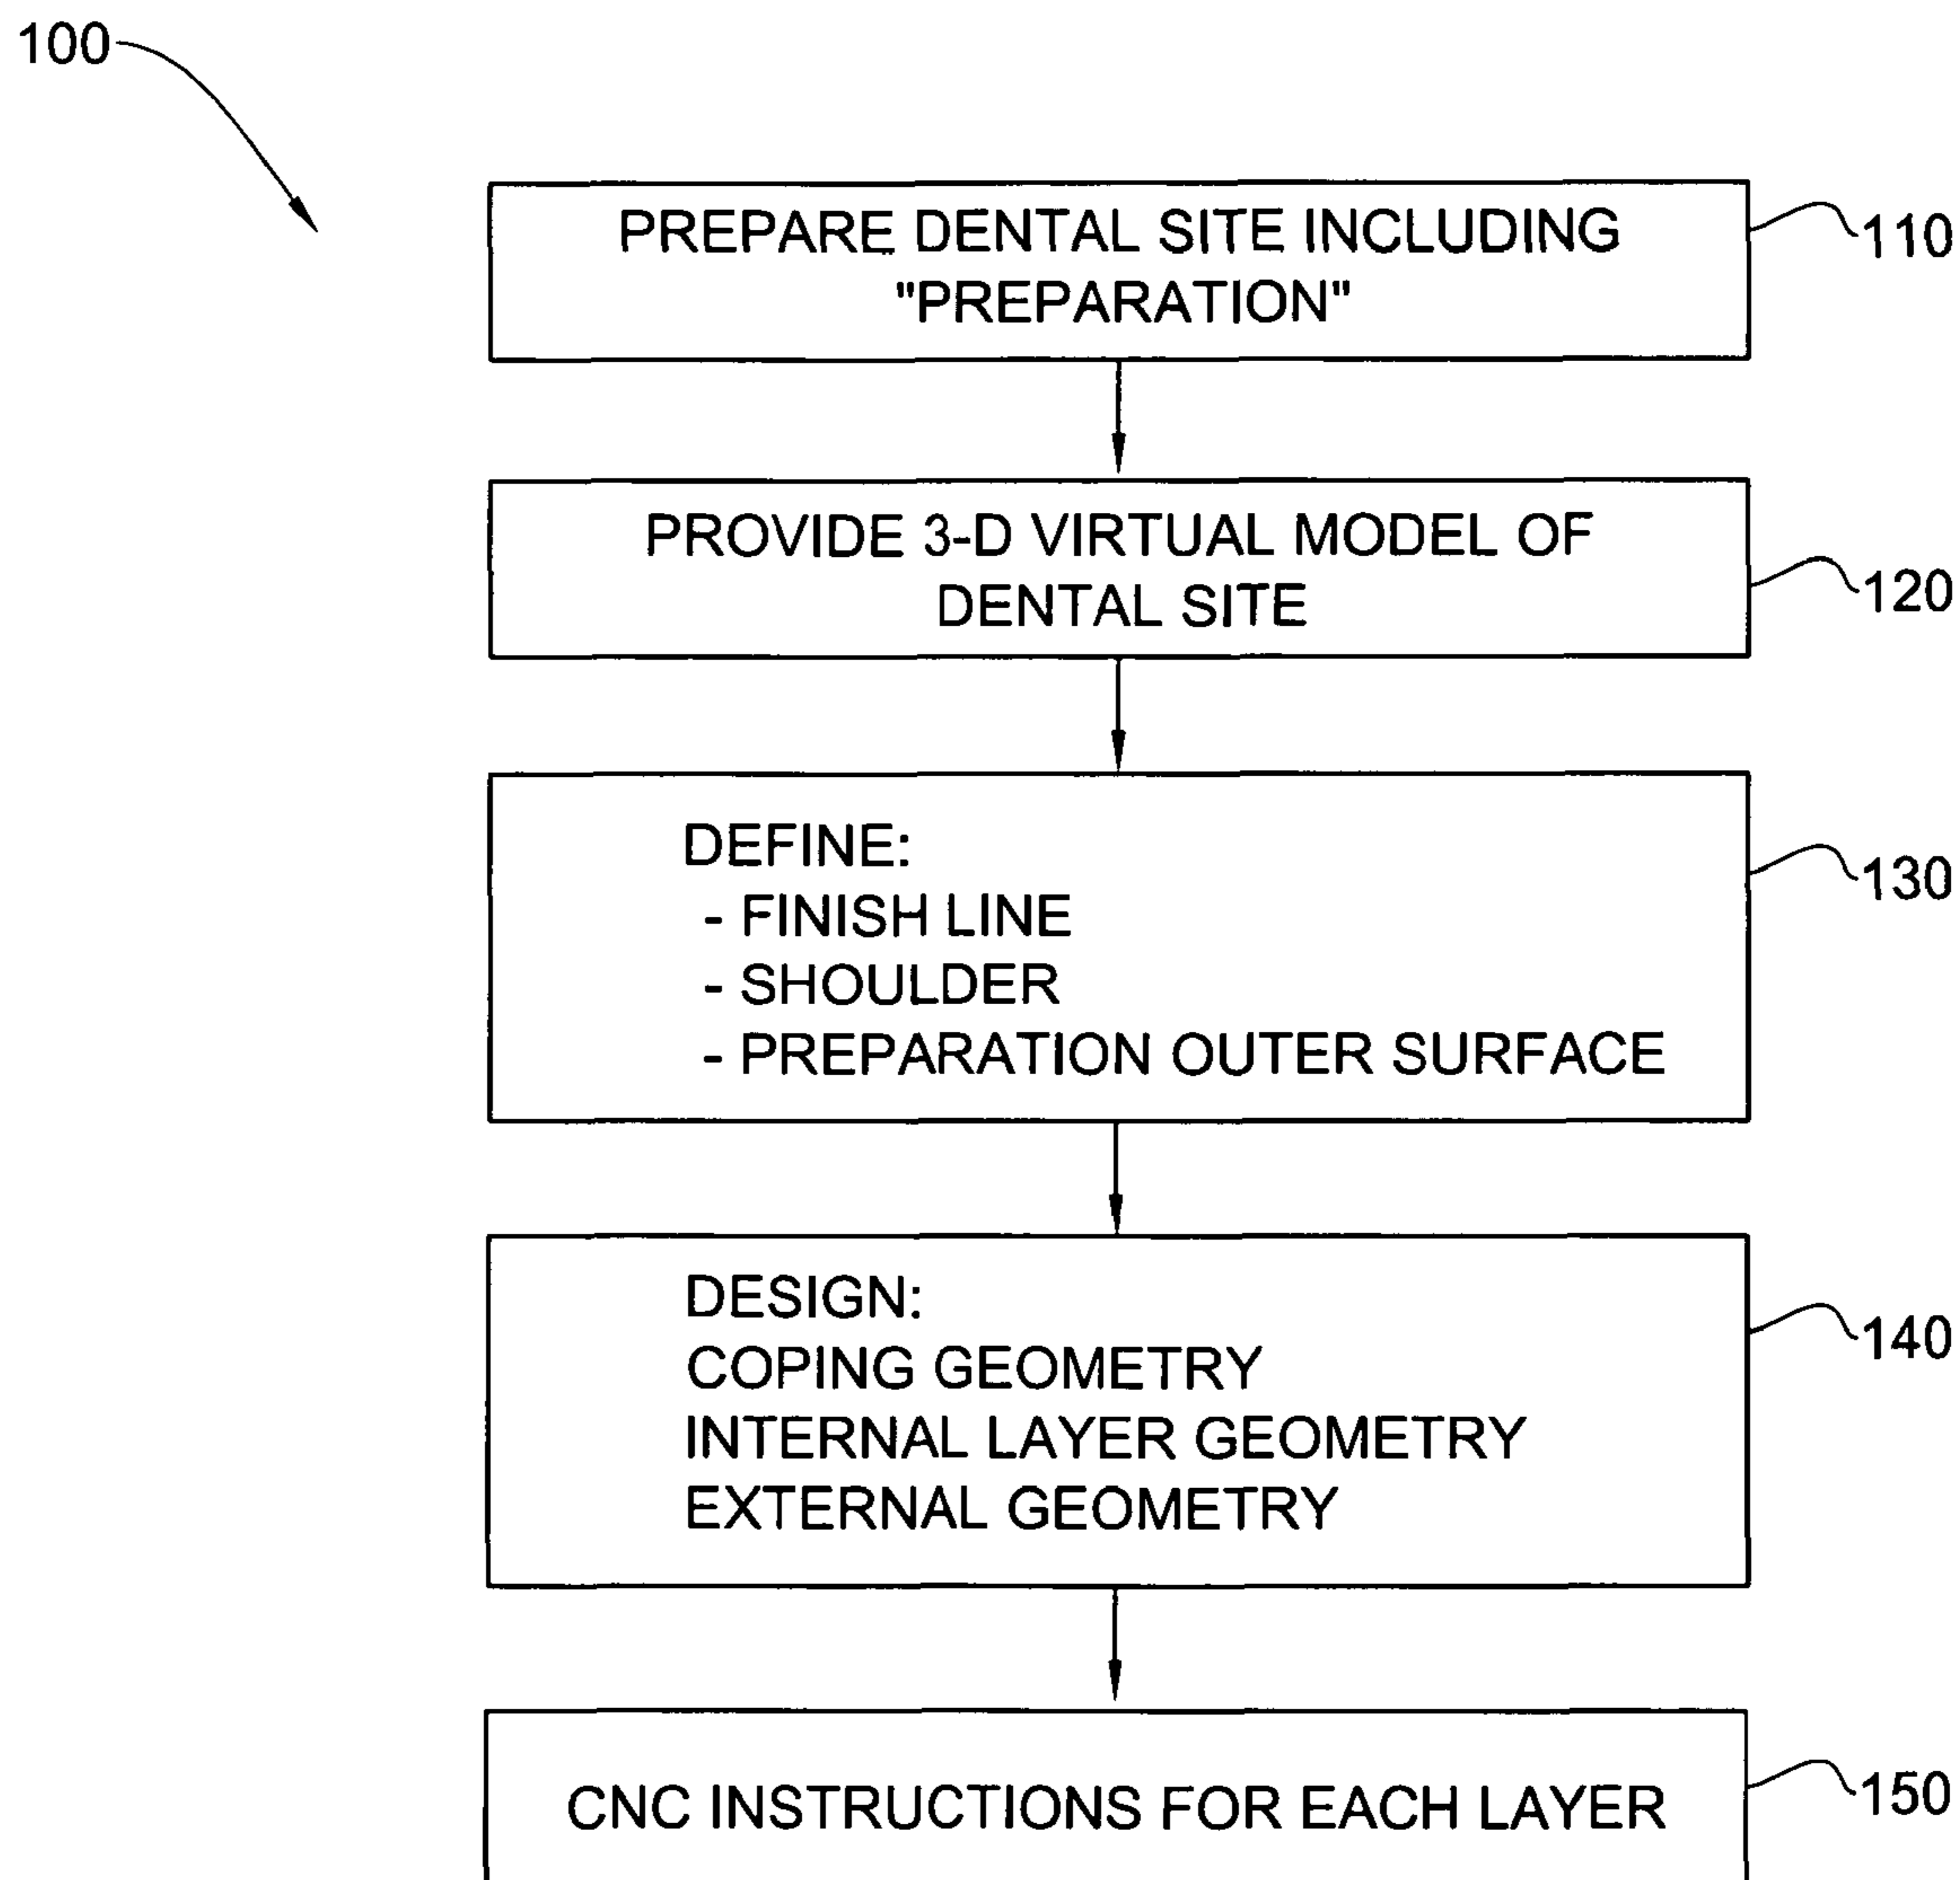 100
PREPARE DENTAL SITE INCLUDING
"PREPARATION"
110
PROVIDE 3-D VIRTUAL MODEL OF
DENTAL SITE
120
DEFINE:
- FINISH LINE
- SHOULDER
- PREPARATION OUTER SURFACE
130
DESIGN:
COPING GEOMETRY
INTERNAL LAYER GEOMETRY
EXTERNAL GEOMETRY
140
CNC INSTRUCTIONS FOR EACH LAYER
150